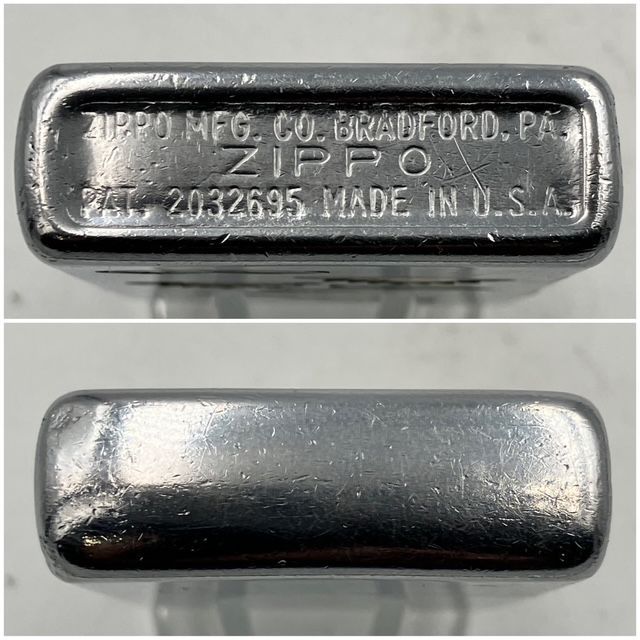 ZIPPO MFG. CO. BRADFORD, PA.
ZIPPO
PAT. 2032695 MADE IN U.S.A.